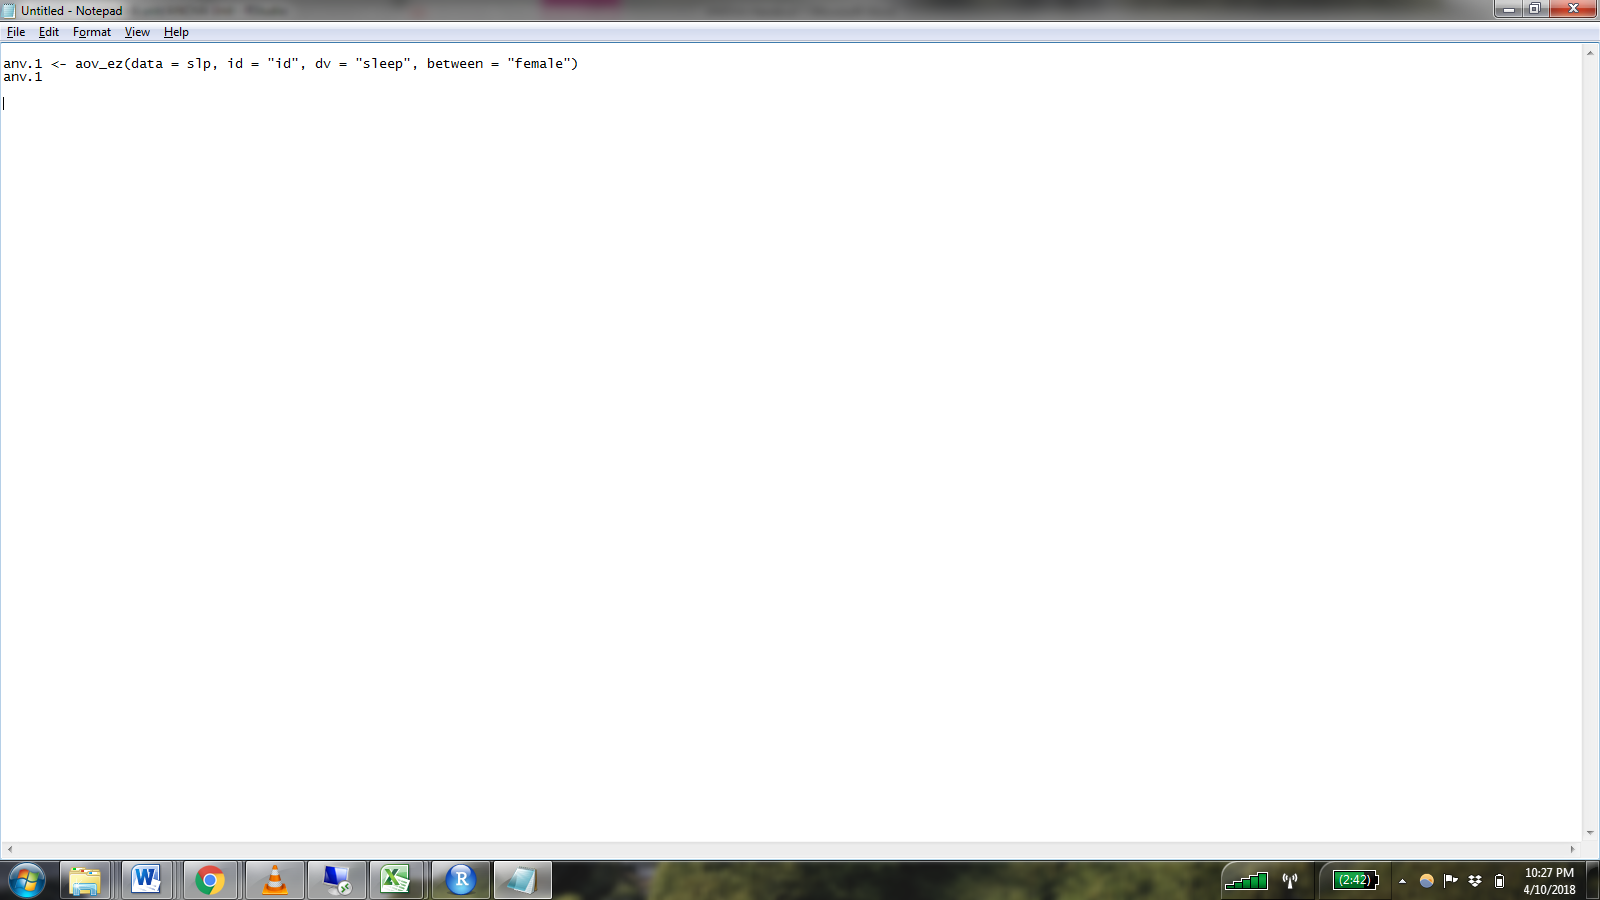 Untitled - Notepad
File Edit Format View Help
anv.1 <- aov_ez(data = slp, id = "id", dv = "sleep", between = "female")
anv.1
W
R
(2:42)
10:27 PM
4/10/2018